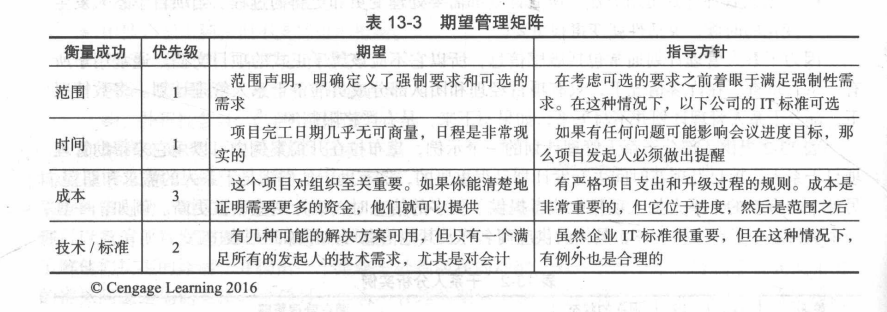 表 13-3 期望管理矩阵
衡量成功 优先级 期望 指导方针
范围 1 范围声明，明确定义了强制要求和可选的需求 在考虑可选的要求之前着眼于满足强制性需求。在这种情况下，以下公司的 IT 标准可选
时间 1 项目完工日期几乎无可商量，日程是非常现实的 如果有任何问题可能影响会议进度目标，那么项目发起人必须做出提醒
成本 3 这个项目对组织至关重要。如果你能清楚地证明需要更多的资金，他们就可以提供 有严格项目支出和升级过程的规则。成本是非常重要的，但它位于进度，然后是范围之后
技术 / 标准 2 有几种可能的解决方案可用，但只有一个满足所有的发起人的技术需求，尤其是对会计 虽然企业 IT 标准很重要，但在这种情况下，有例外也是合理的
© Cengage Learning 2016